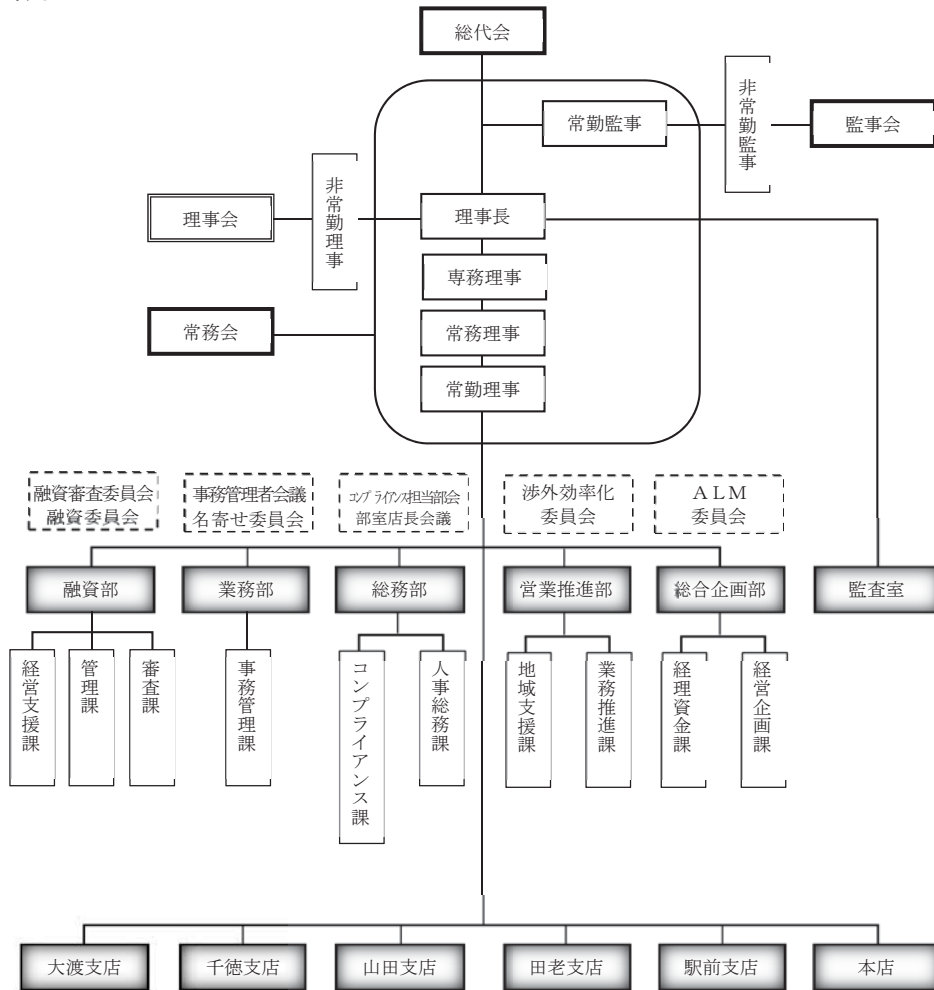 総代会
常勤監事
非常勤監事
監事会
理事会
非常勤理事
理事長
専務理事
常務会
常務理事
常勤理事
融資審査委員会
融資委員会
事務管理者会議
名寄せ委員会
コンプライアンス担当部会
部室店長会議
渉外効率化
委員会
ALM
委員会
融資部
業務部
総務部
営業推進部
総合企画部
監査室
経営支援課
管理課
審査課
事務管理課
コンプライアンス課
人事総務課
地域支援課
業務推進課
経理資金課
経営企画課
大渡支店
千徳支店
山田支店
田老支店
駅前支店
本店